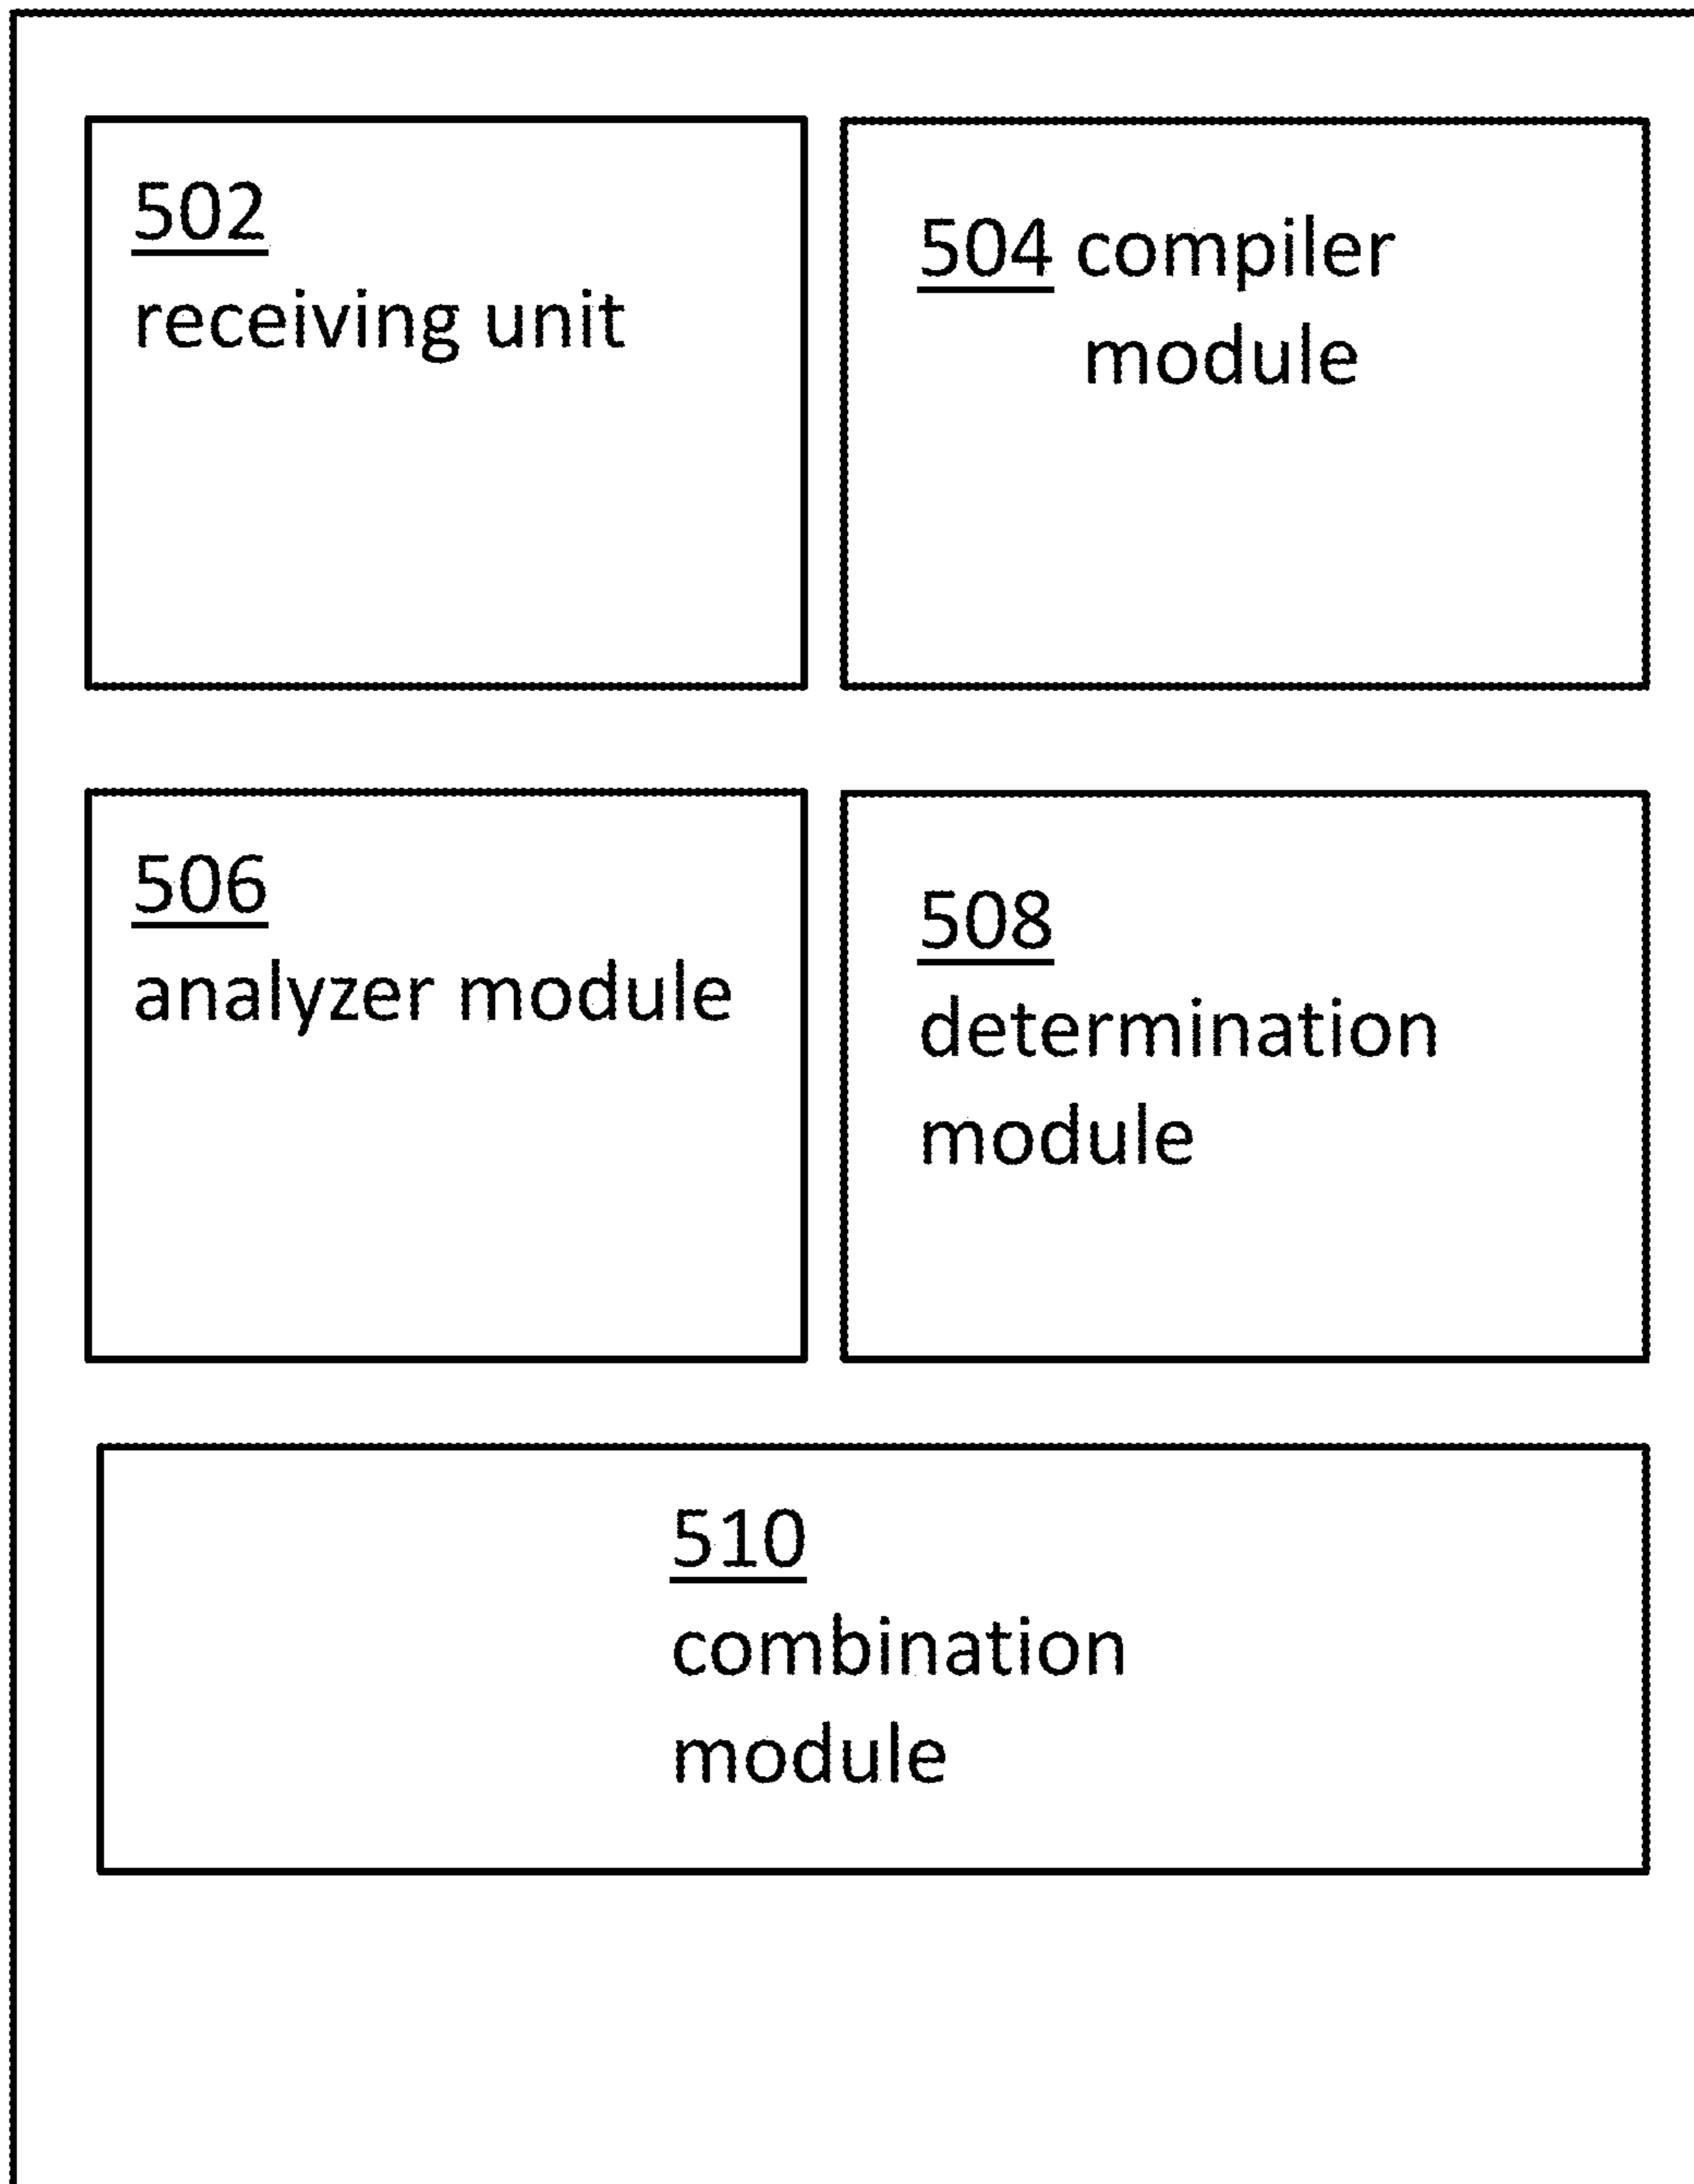 502
receiving unit
504 compiler
module
506
analyzer module
508
determination
module
510
combination
module